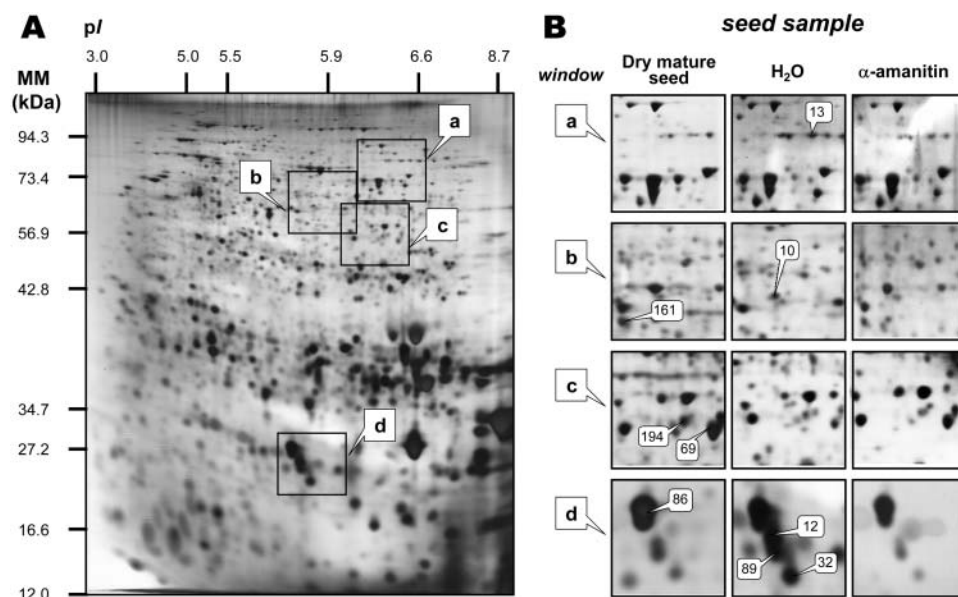 A
pI
3.0 5.0 5.5 5.9 6.6 8.7
MM
(kDa)
94.3
73.4
56.9
42.8
34.7
27.2
16.6
12.0
a
b
c
d
B
seed sample
window
Dry mature
seed
H₂O
α-amanitin
a
13
b
10
161
c
194
69
d
86
12
89
32